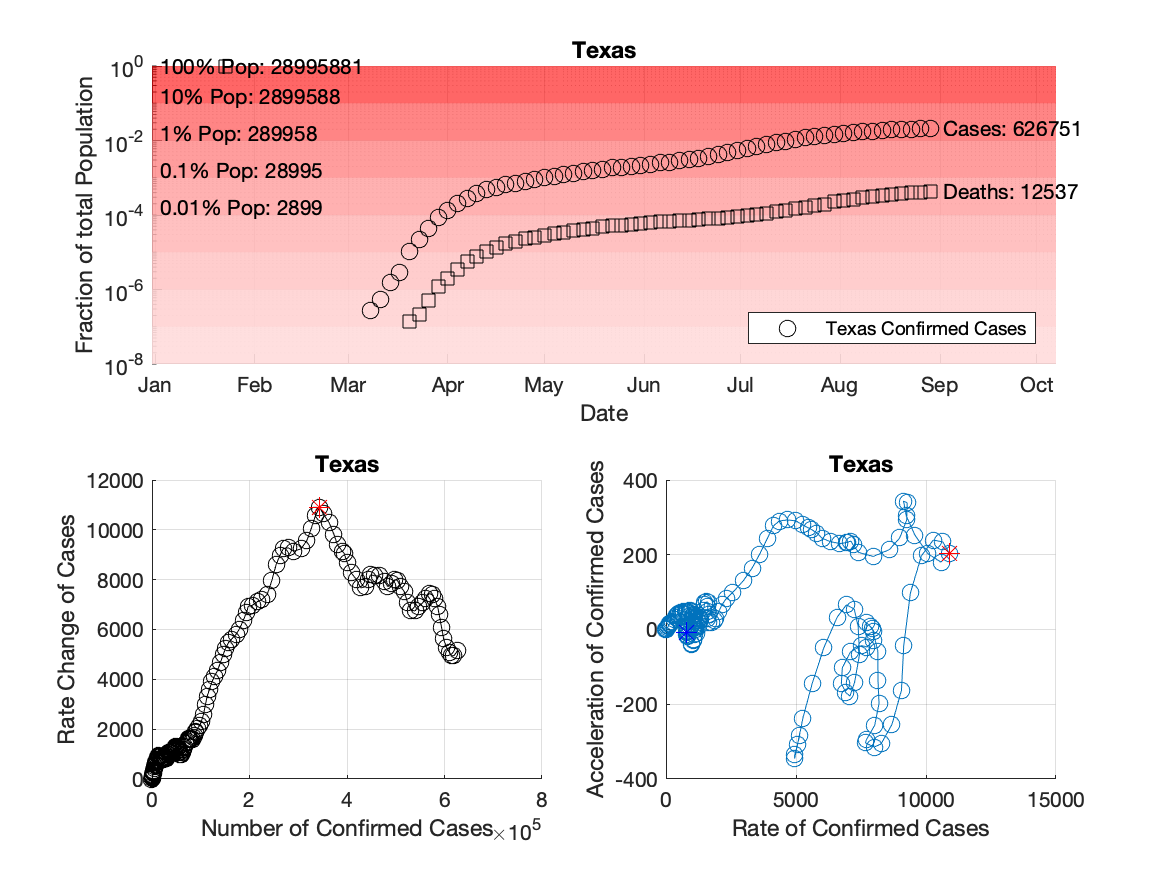 Texas
10^0
10^-2
10^-4
10^-6
10^-8
Fraction of total Population
100% Pop: 28995881
10% Pop: 2899588
1% Pop: 289958
0.1% Pop: 28995
0.01% Pop: 2899
Cases: 626751
Deaths: 12537
Texas Confirmed Cases
Jan Feb Mar Apr May Jun Jul Aug Sep Oct
Date
Texas
12000
10000
8000
6000
4000
2000
0
Rate Change of Cases
0 2 4 6 8
Number of Confirmed Cases ×10^5
Texas
400
200
0
-200
-400
Acceleration of Confirmed Cases
0 5000 10000 15000
Rate of Confirmed Cases